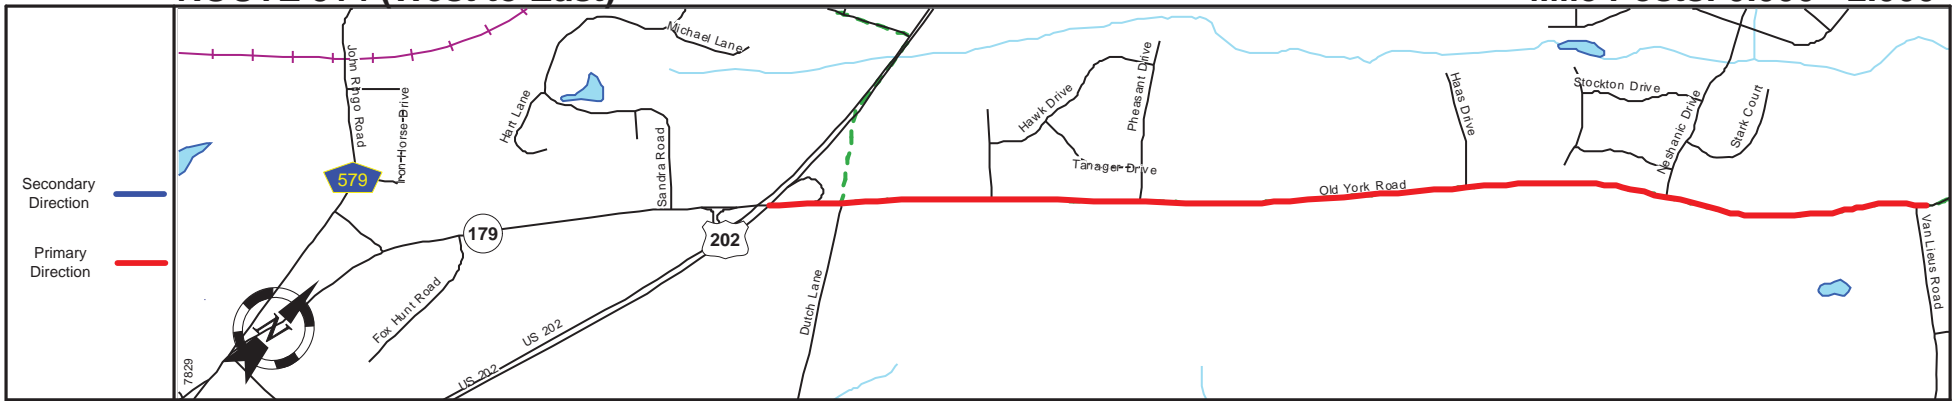 Secondary
Direction
Primary
Direction
John Ringo Road
Iron Horse Drive
579
179
Fox Hunt Road
Hart Lane
Michael Lane
Sandra Road
202
US 202
US 202
Dutch Lane
Hawk Drive
Pheasant Drive
Tanager Drive
Old York Road
Haas Drive
Stockton Drive
Neshanic Drive
Stark Court
Van Lieus Road
N
7829